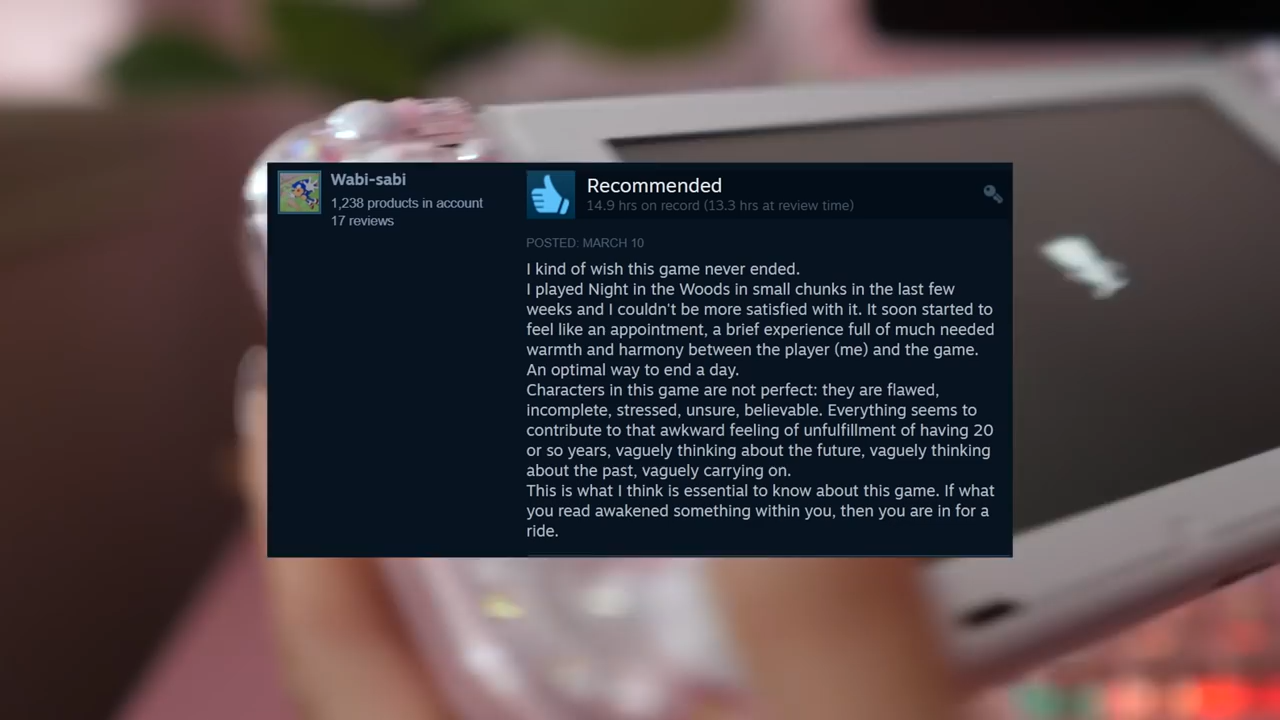 Wabi-sabi
1,238 products in account
17 reviews
Recommended
14.9 hrs on record (13.3 hrs at review time)
POSTED: MARCH 10
I kind of wish this game never ended.
I played Night in the Woods in small chunks in the last few
weeks and I couldn't be more satisfied with it. It soon started to
feel like an appointment, a brief experience full of much needed
warmth and harmony between the player (me) and the game.
An optimal way to end a day.
Characters in this game are not perfect: they are flawed,
incomplete, stressed, unsure, believable. Everything seems to
contribute to that awkward feeling of unfulfillment of having 20
or so years, vaguely thinking about the future, vaguely thinking
about the past, vaguely carrying on.
This is what I think is essential to know about this game. If what
you read awakened something within you, then you are in for a
ride.